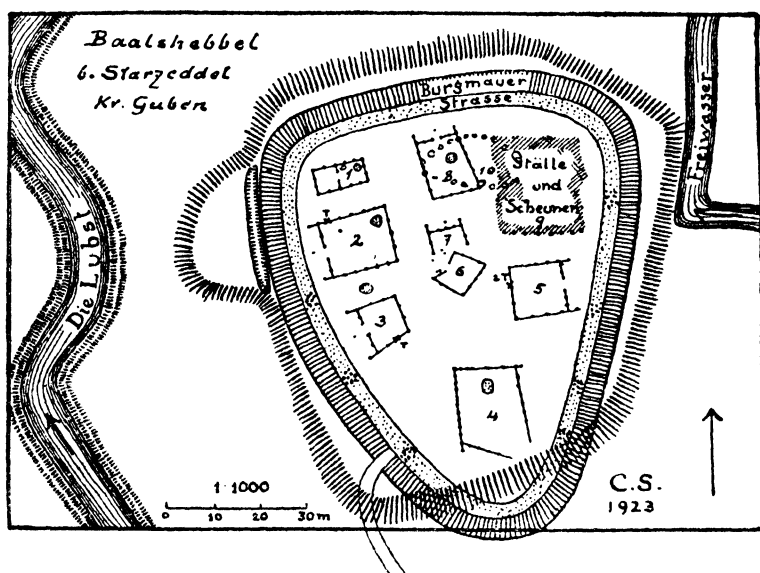 Baalshebbel
b. Starzeddel
Kr. Guben
Burgmauer
Strasse
Freiwasser
Die Lubst
Ställe
und
Scheunen
9
1
8
10
2
7
6
5
3
4
1:1000
0 10 20 30m
C.S.
1923